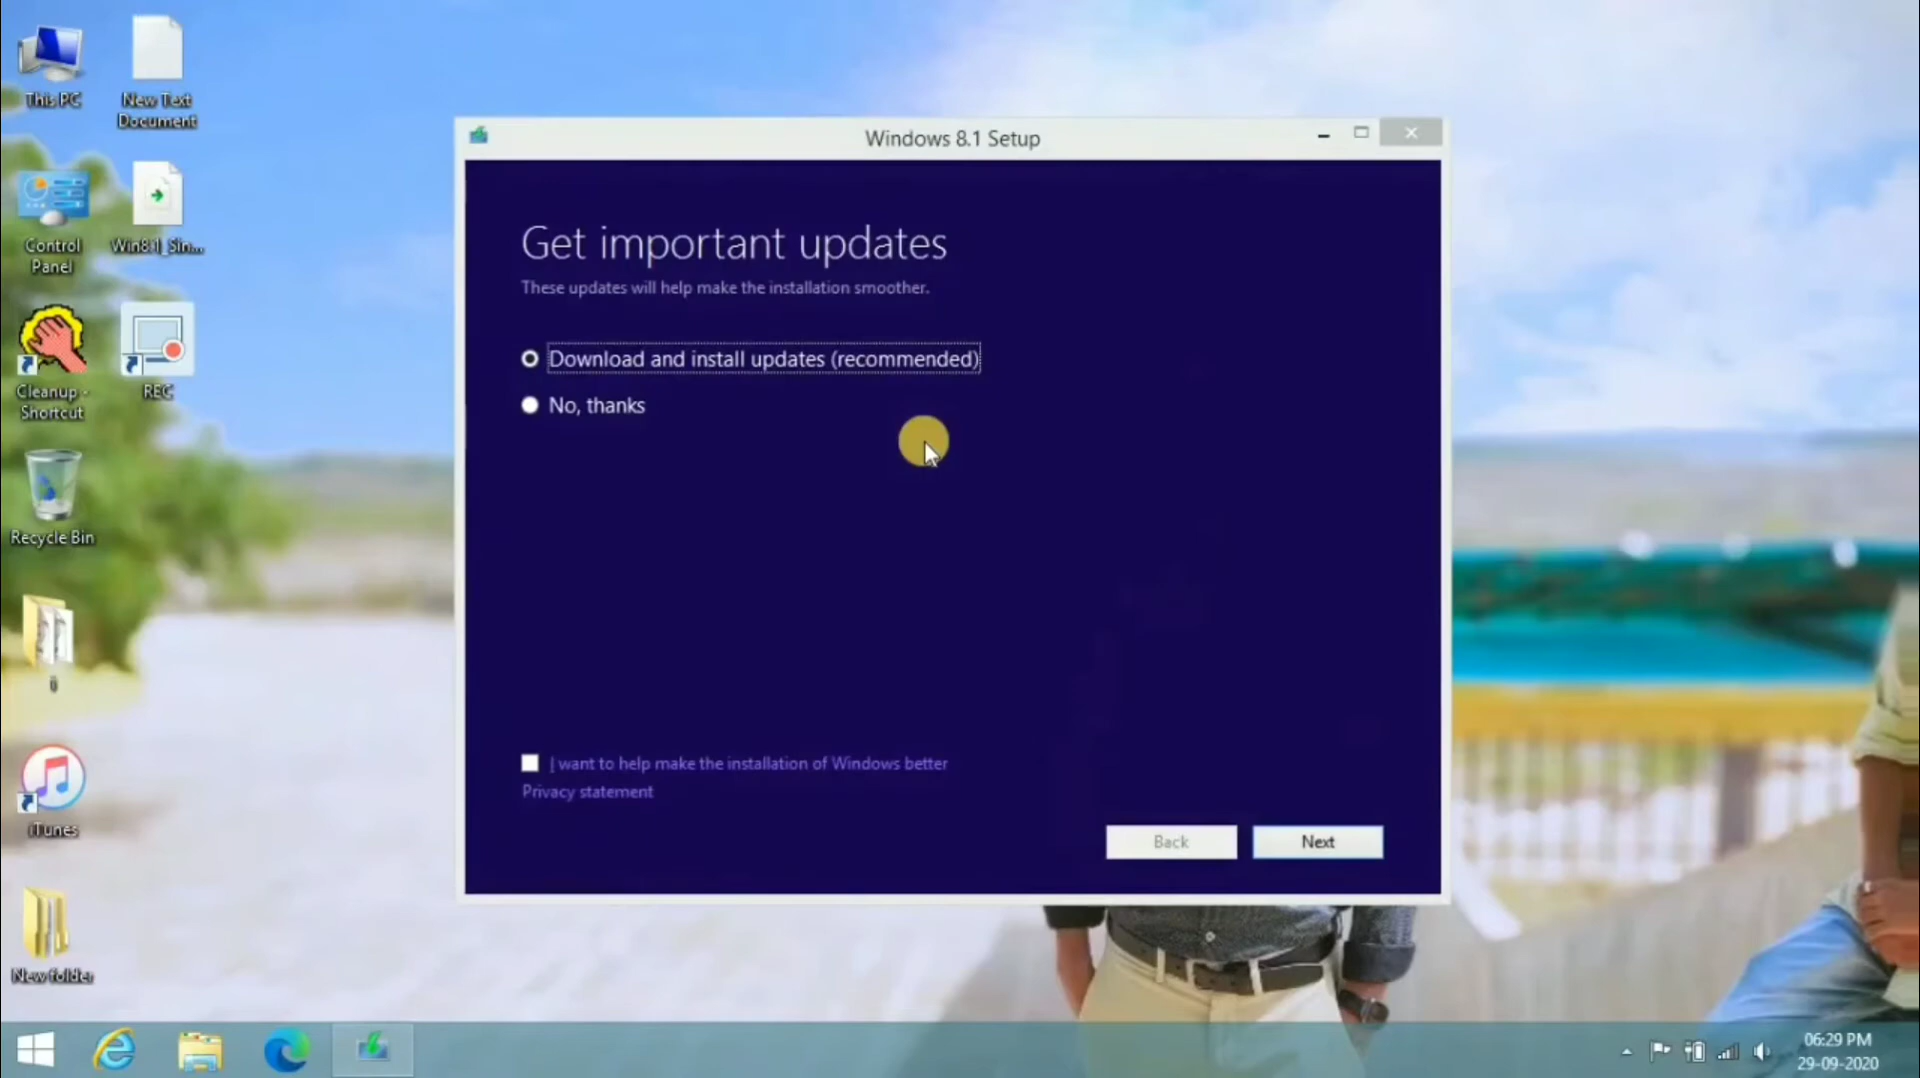 This PC
New Text
Document
Control
Panel
Win8.1_Sin...
Cleanup -
Shortcut
REC
Recycle Bin
iTunes
New folder
Windows 8.1 Setup
Get important updates
These updates will help make the installation smoother.
Download and install updates (recommended)
No, thanks
I want to help make the installation of Windows better
Privacy statement
Back
Next
06:29 PM
29-09-2020